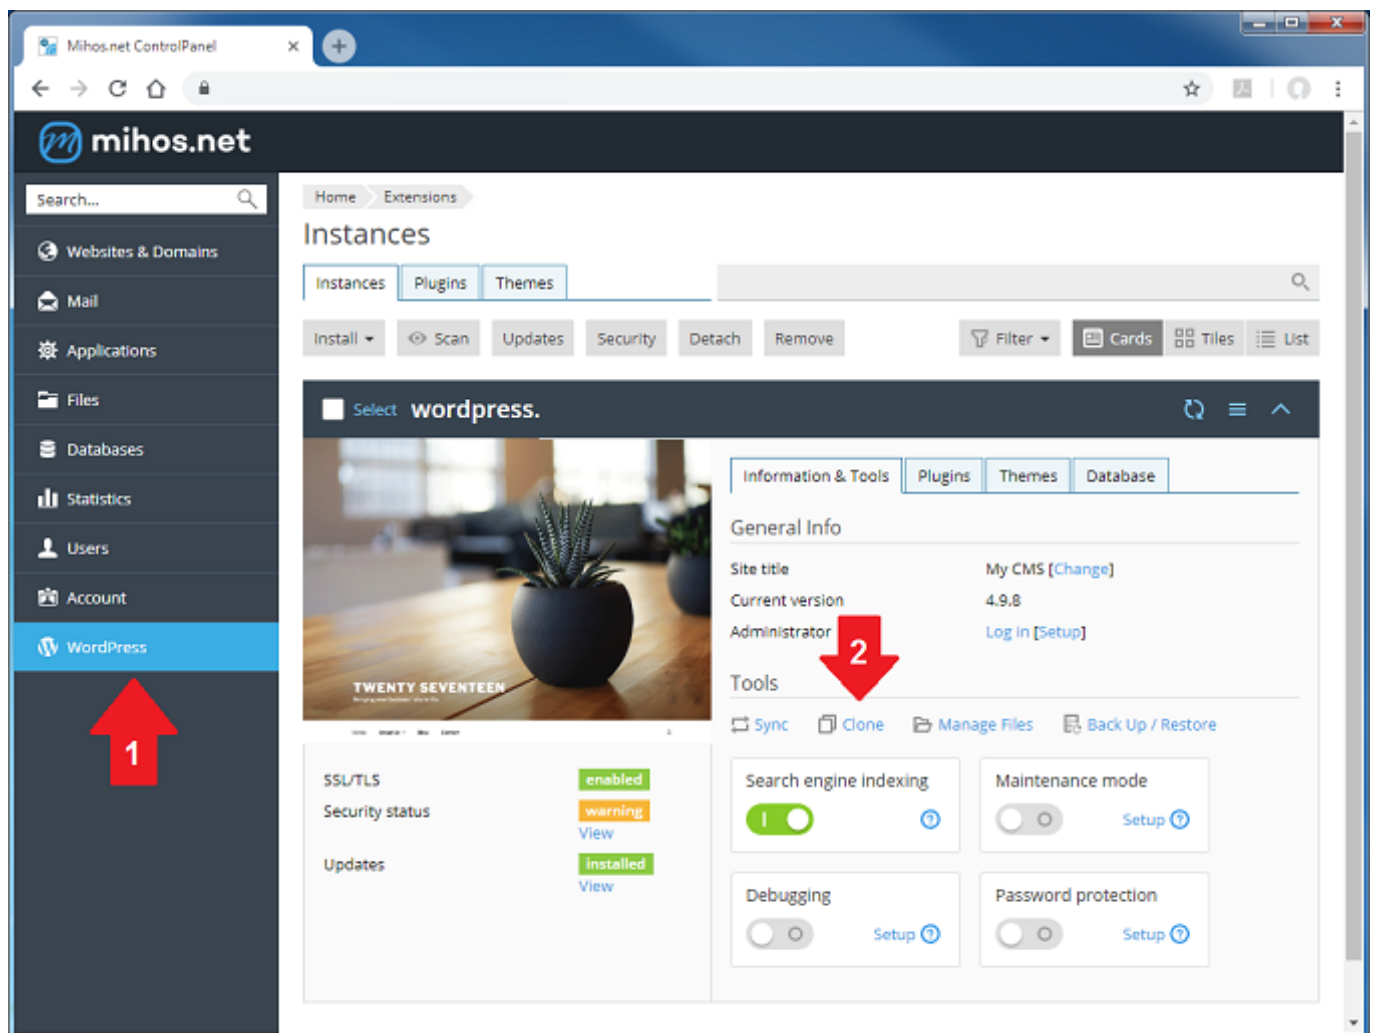 Mihos.net ControlPanel
mihos.net
Search...
Websites & Domains
Mail
Applications
Files
Databases
Statistics
Users
Account
WordPress
1
Home Extensions
Instances
Instances Plugins Themes
Install Scan Updates Security Detach Remove Filter Cards Tiles List
Select wordpress.
TWENTY SEVENTEEN
SSL/TLS enabled
Security status warning
View
Updates installed
View
Information & Tools Plugins Themes Database
General Info
Site title My CMS [Change]
Current version 4.9.8
Administrator Log in [Setup]
2
Tools
Sync Clone Manage Files Back Up / Restore
Search engine indexing
Maintenance mode
Setup
Debugging
Setup
Password protection
Setup